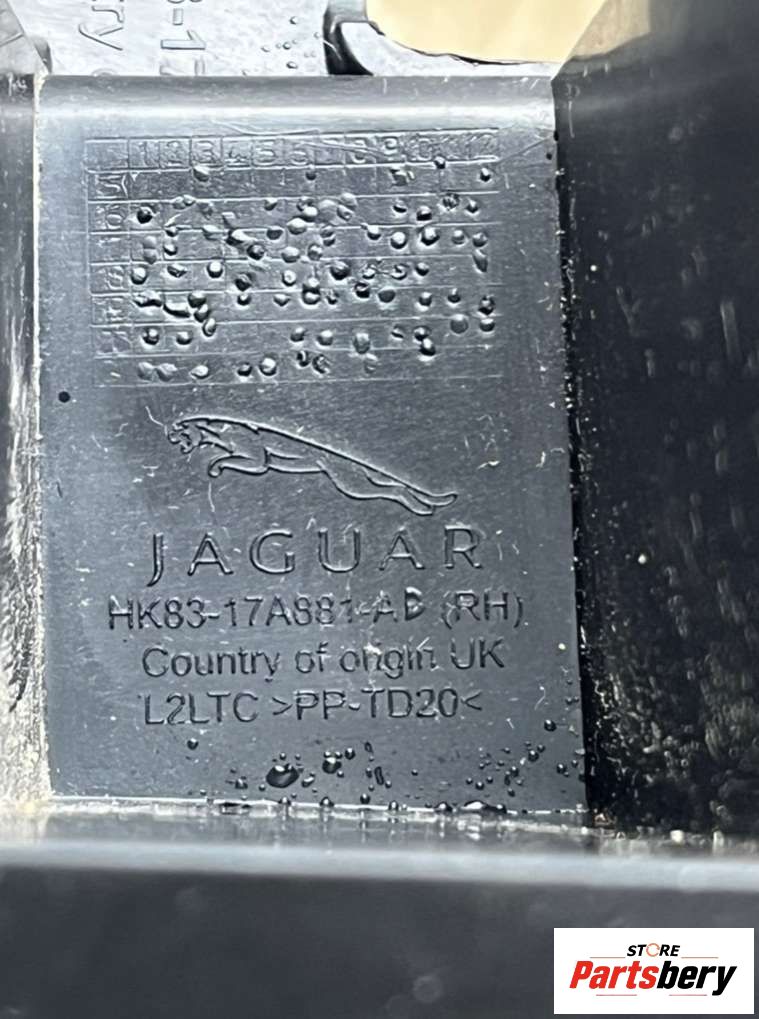 JAGUAR
HK83-17A881-AB (RH)
Country of origin UK
L2LTC >PP-TD20<
STORE
Partsbery